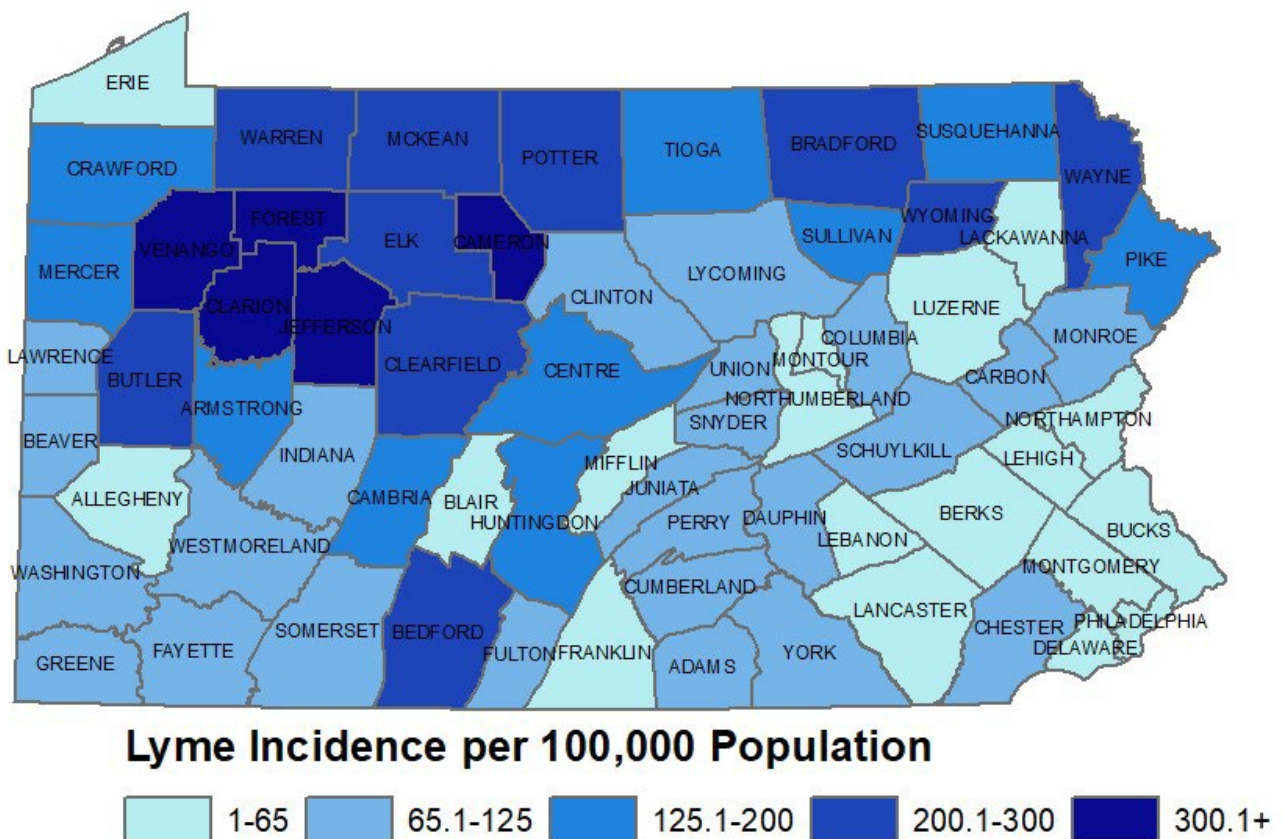 ERIE
WARREN
MCKEAN
POTTER
TIOGA
BRADFORD
SUSQUEHANNA
CRAWFORD
WAYNE
FOREST
VENANGO
ELK
CAMERON
WYOMING
SULLIVAN
LACKAWANNA
MERCER
LYCOMING
PIKE
CLINTON
CLARION
LUZERNE
JEFFERSON
COLUMBIA
MONROE
LAWRENCE
CLEARFIELD
MONTOUR
UNION
BUTLER
CENTRE
CARBON
ARMSTRONG
NORTHUMBERLAND
NORTHAMPTON
SNYDER
BEAVER
INDIANA
SCHUYLKILL
LEHIGH
MIFFLIN
ALLEGHENY
CAMBRIA
BLAIR
JUNIATA
HUNTINGDON
PERRY
DAUPHIN
BERKS
BUCKS
LEBANON
WESTMORELAND
MONTGOMERY
WASHINGTON
CUMBERLAND
LANCASTER
PHILADELPHIA
SOMERSET
BEDFORD
CHESTER
DELAWARE
FAYETTE
FULTON
FRANKLIN
YORK
GREENE
ADAMS
Lyme Incidence per 100,000 Population
1-65 65.1-125 125.1-200 200.1-300 300.1+